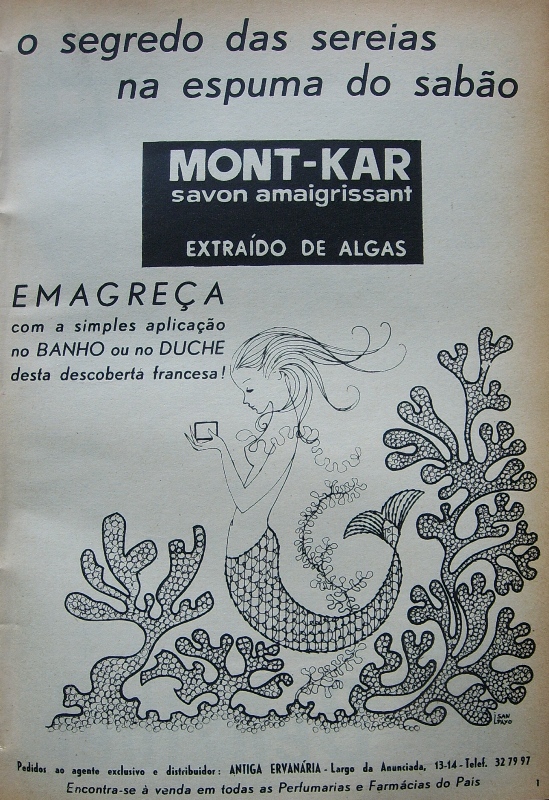 o segredo das sereias
na espuma do sabão
MONT-KAR
savon amaigrissant
EXTRAÍDO DE ALGAS
EMAGREÇA
com a simples aplicação
no BANHO ou no DUCHE
desta descoberta francesa!
SAN
PAYO
Pedidos ao agente exclusivo e distribuidor: ANTIGA ERVANÁRIA - Largo da Anunciada, 13-14 - Telef. 32 79 97
Encontra-se à venda em todas as Perfumarias e Farmácias do País
1